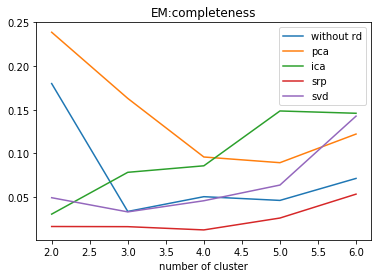 EM:completeness
0.25
0.20
0.15
0.10
0.05
without rd
pca
ica
srp
svd
2.0 2.5 3.0 3.5 4.0 4.5 5.0 5.5 6.0
number of cluster